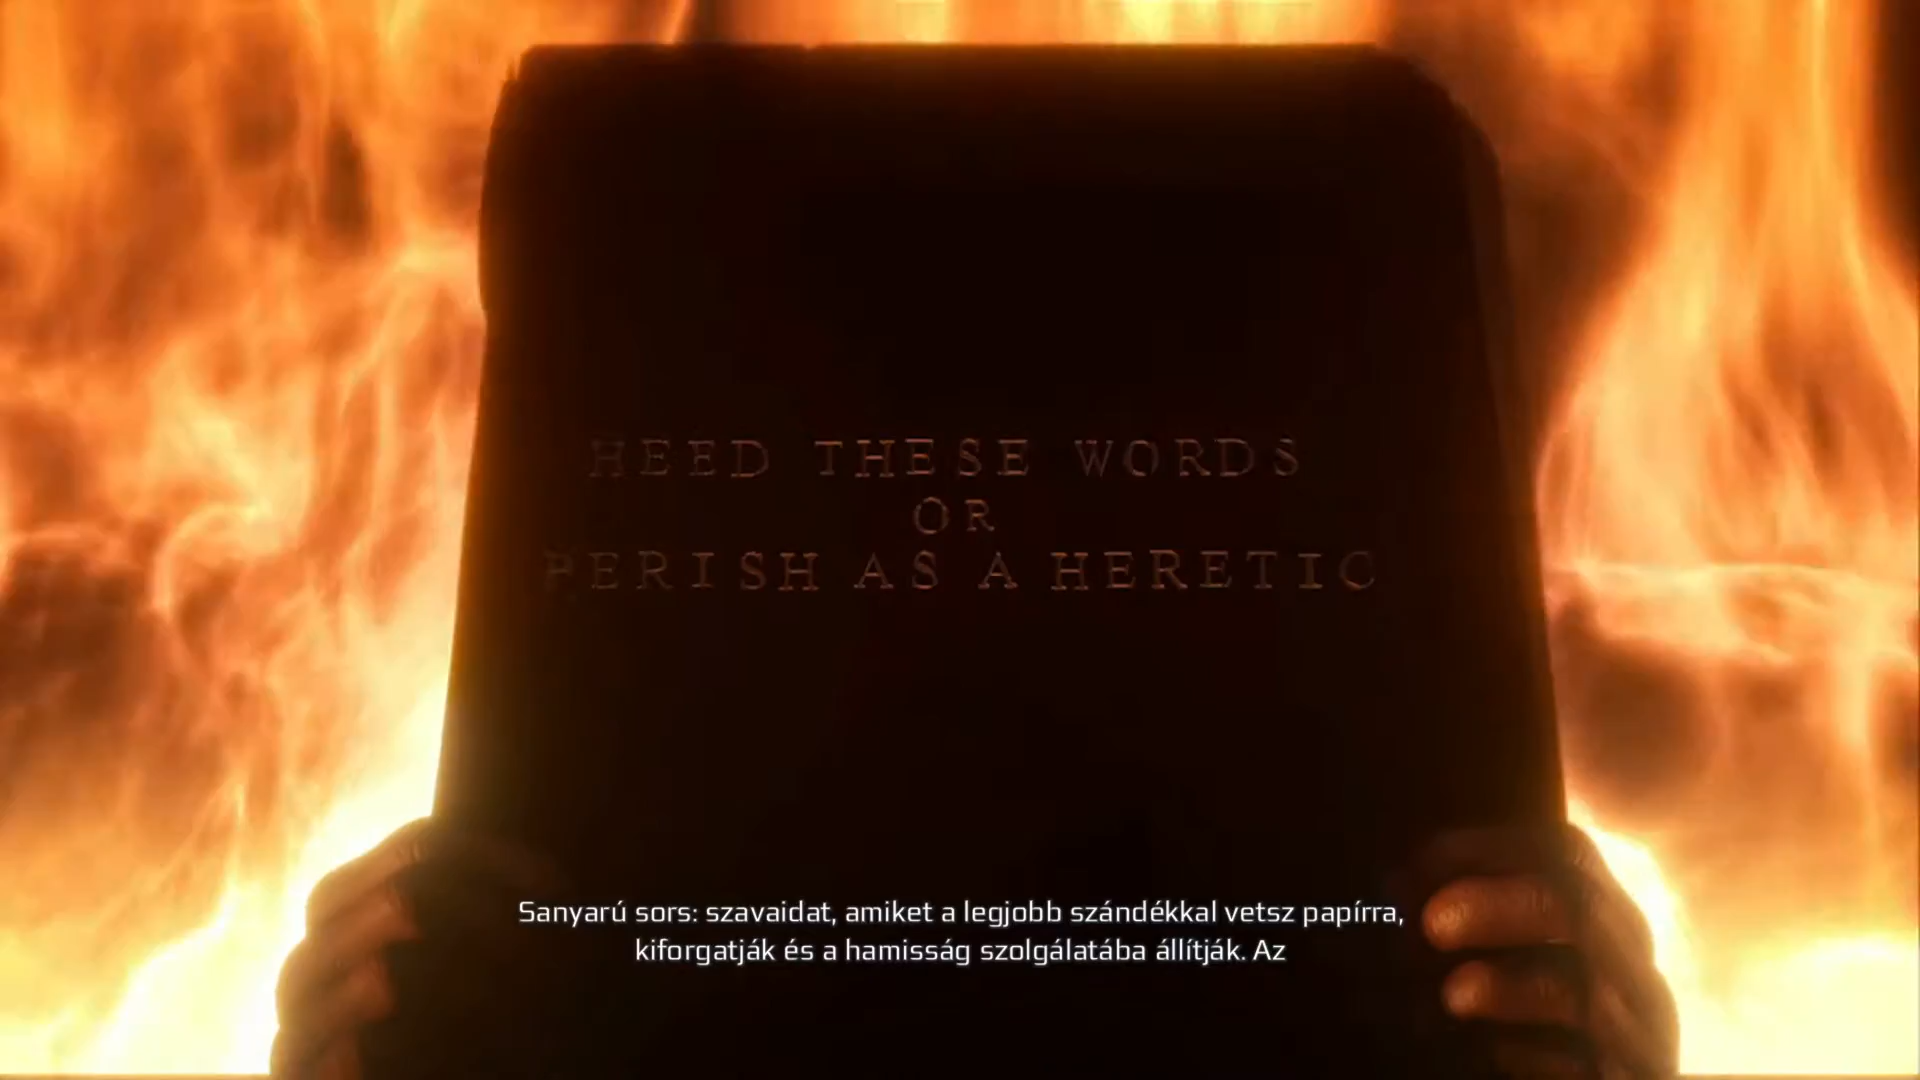 HEED THESE WORDS
OR
PERISH AS A HERETIC
Sanyarú sors: szavaidat, amiket a legjobb szándékkal vetsz papírra,
kiforgatják és a hamisság szolgálatába állítják. Az